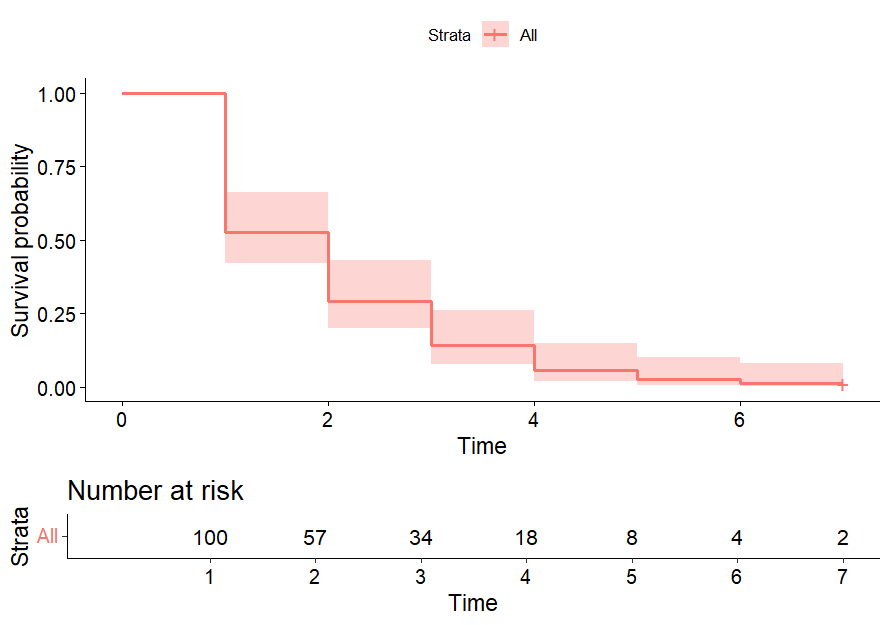 Strata All
Survival probability
1.00
0.75
0.50
0.25
0.00
0 2 4 6
Time
Number at risk
Strata
All 100 57 34 18 8 4 2
1 2 3 4 5 6 7
Time